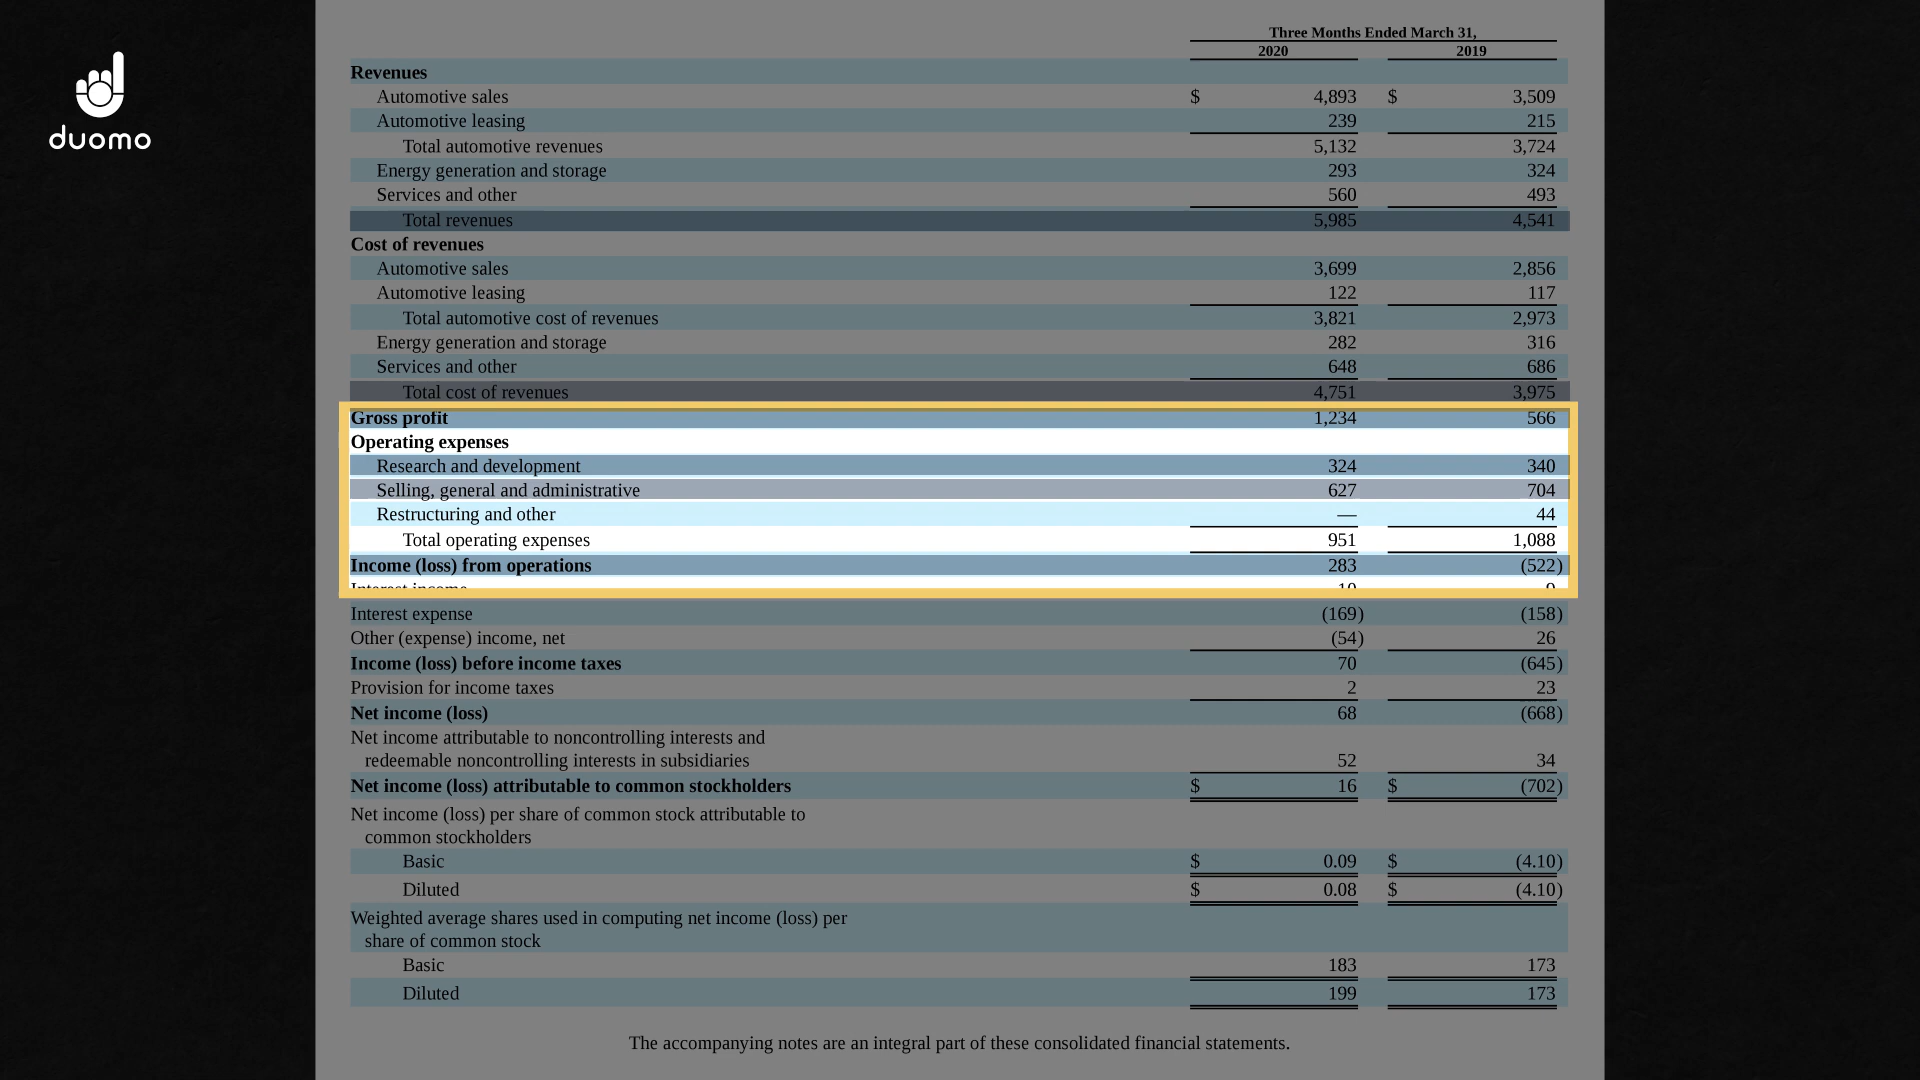 duomo
Three Months Ended March 31,
2020 2019
Revenues
Automotive sales $ 4,893 $ 3,509
Automotive leasing 239 215
Total automotive revenues 5,132 3,724
Energy generation and storage 293 324
Services and other 560 493
Total revenues 5,985 4,541
Cost of revenues
Automotive sales 3,699 2,856
Automotive leasing 122 117
Total automotive cost of revenues 3,821 2,973
Energy generation and storage 282 316
Services and other 648 686
Total cost of revenues 4,751 3,975
Gross profit 1,234 566
Operating expenses
Research and development 324 340
Selling, general and administrative 627 704
Restructuring and other — 44
Total operating expenses 951 1,088
Income (loss) from operations 283 (522)
Interest income 10 9
Interest expense (169) (158)
Other (expense) income, net (54) 26
Income (loss) before income taxes 70 (645)
Provision for income taxes 2 23
Net income (loss) 68 (668)
Net income attributable to noncontrolling interests and
redeemable noncontrolling interests in subsidiaries 52 34
Net income (loss) attributable to common stockholders $ 16 $ (702)
Net income (loss) per share of common stock attributable to
common stockholders
Basic $ 0.09 $ (4.10)
Diluted $ 0.08 $ (4.10)
Weighted average shares used in computing net income (loss) per
share of common stock
Basic 183 173
Diluted 199 173
The accompanying notes are an integral part of these consolidated financial statements.